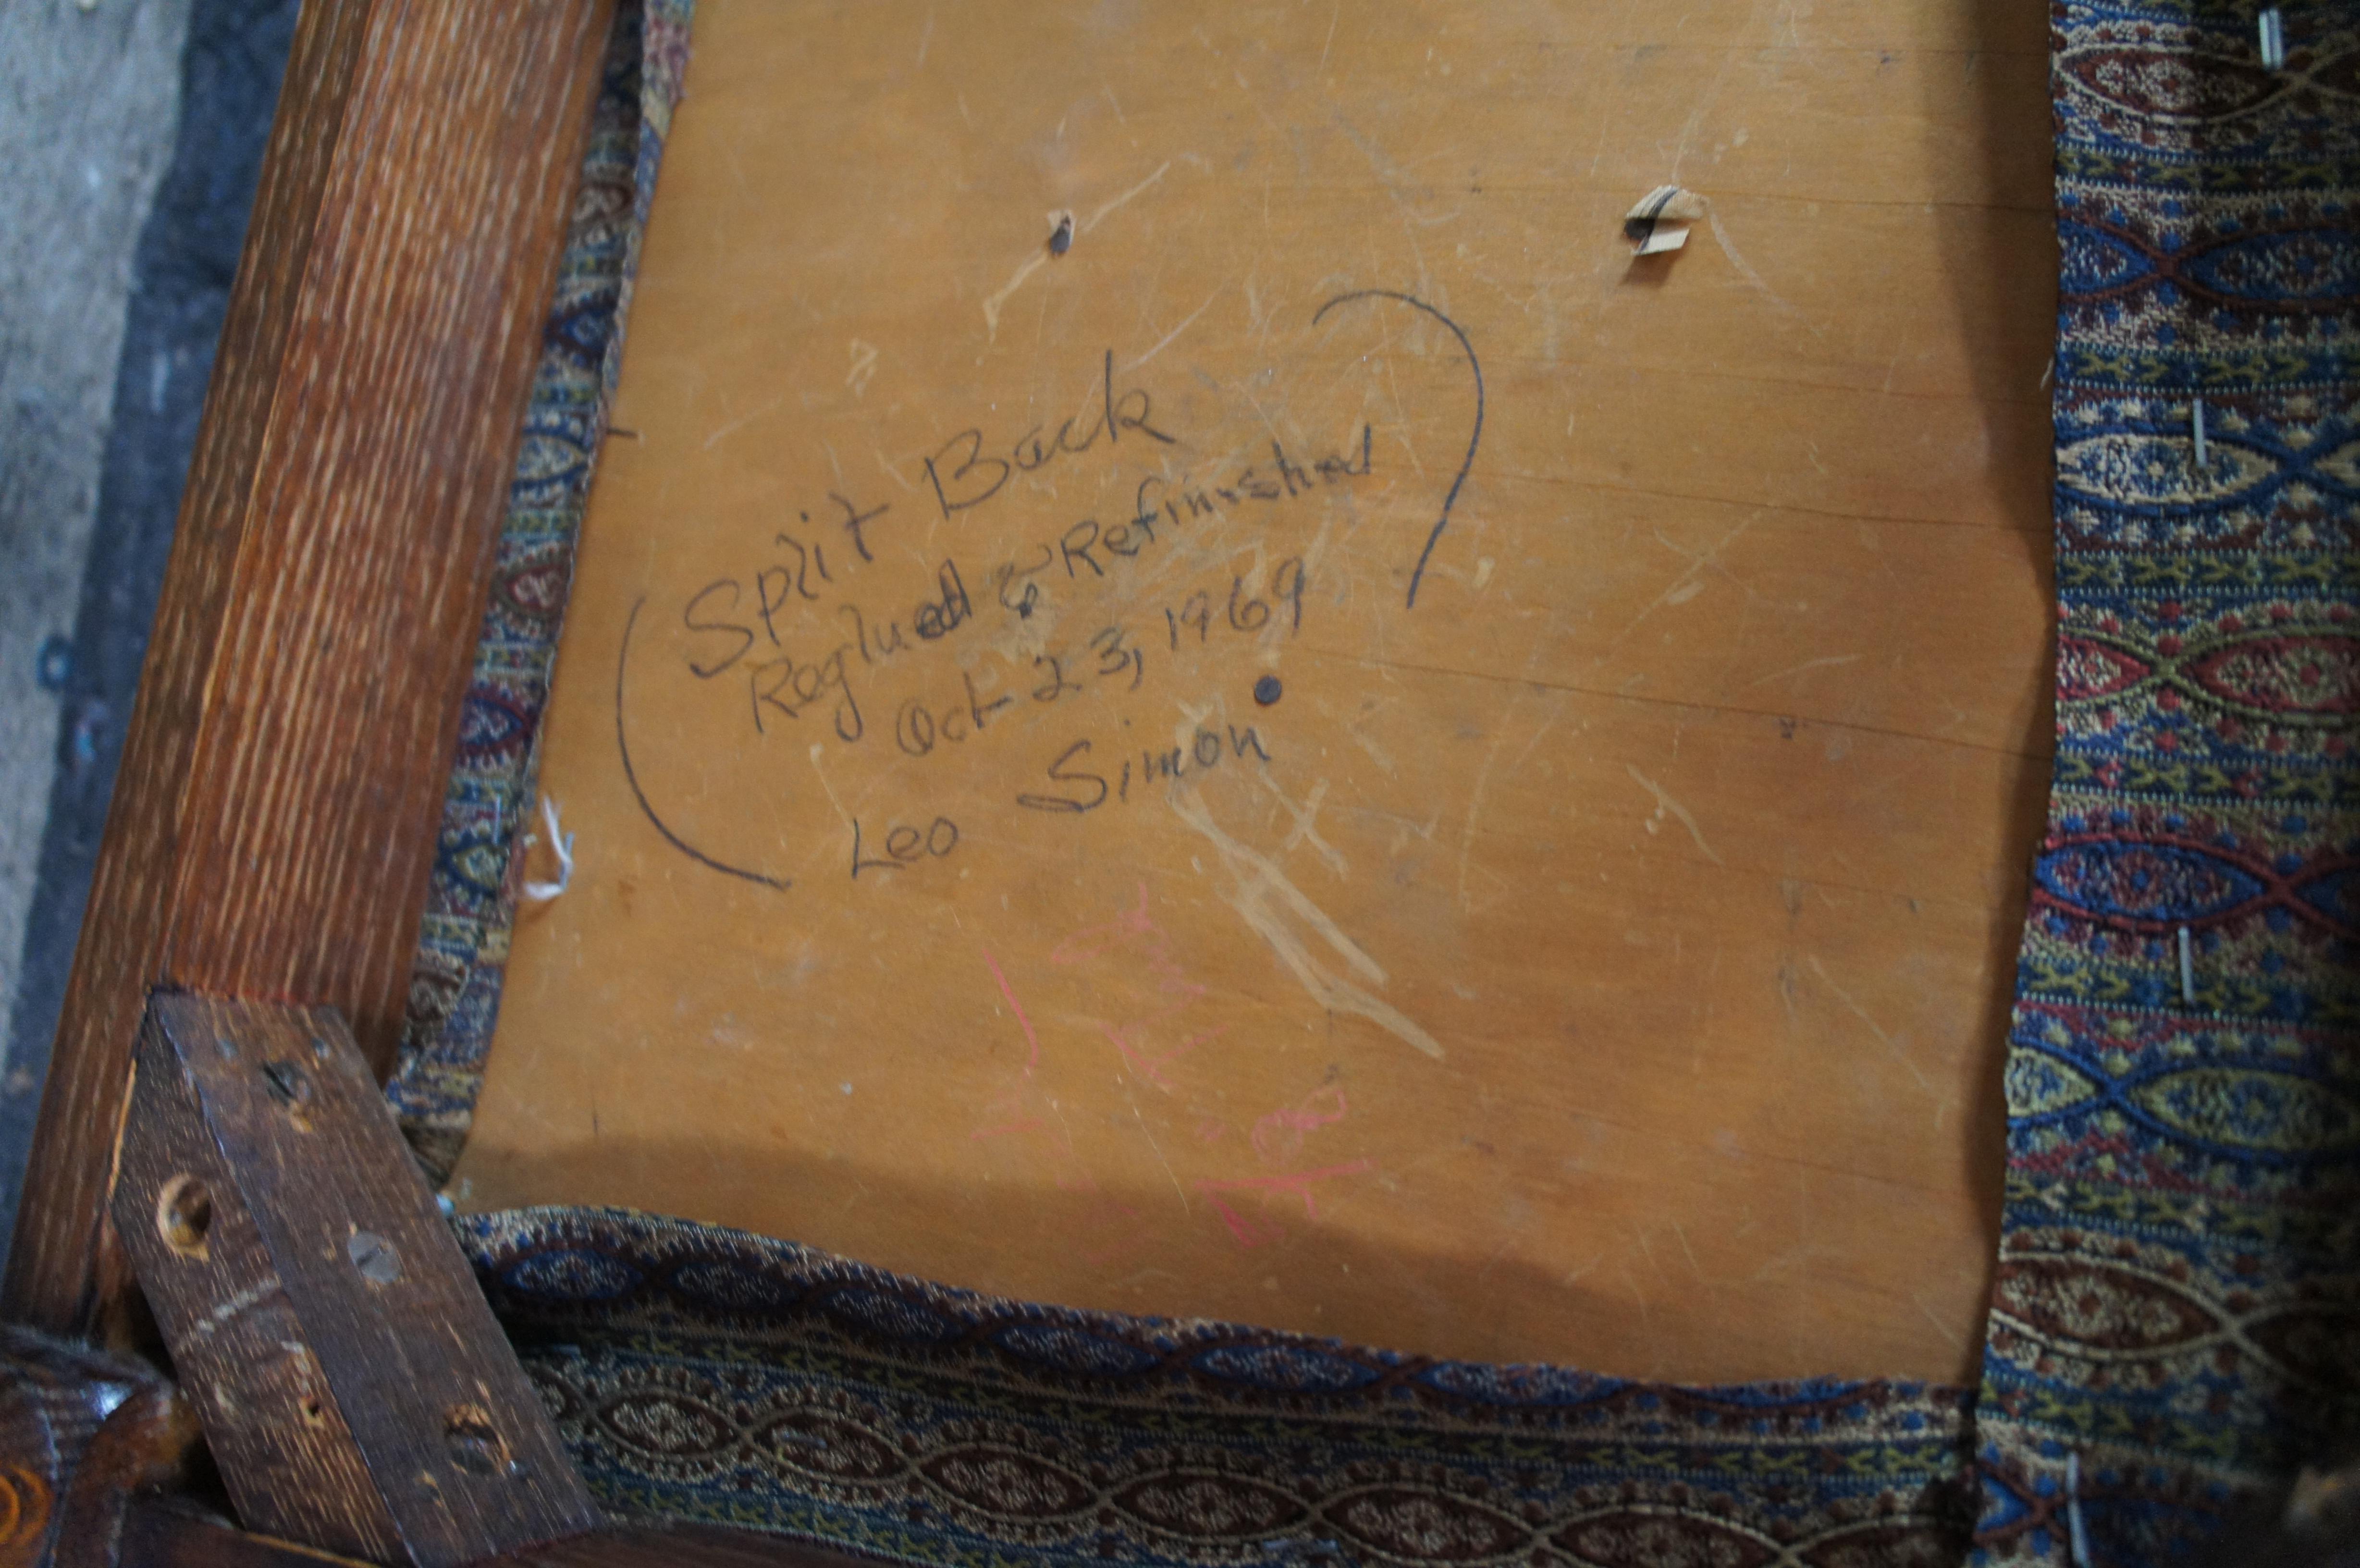 (Split Back
Reglued & Refinished)
Oct 23, 1969
Leo Simon